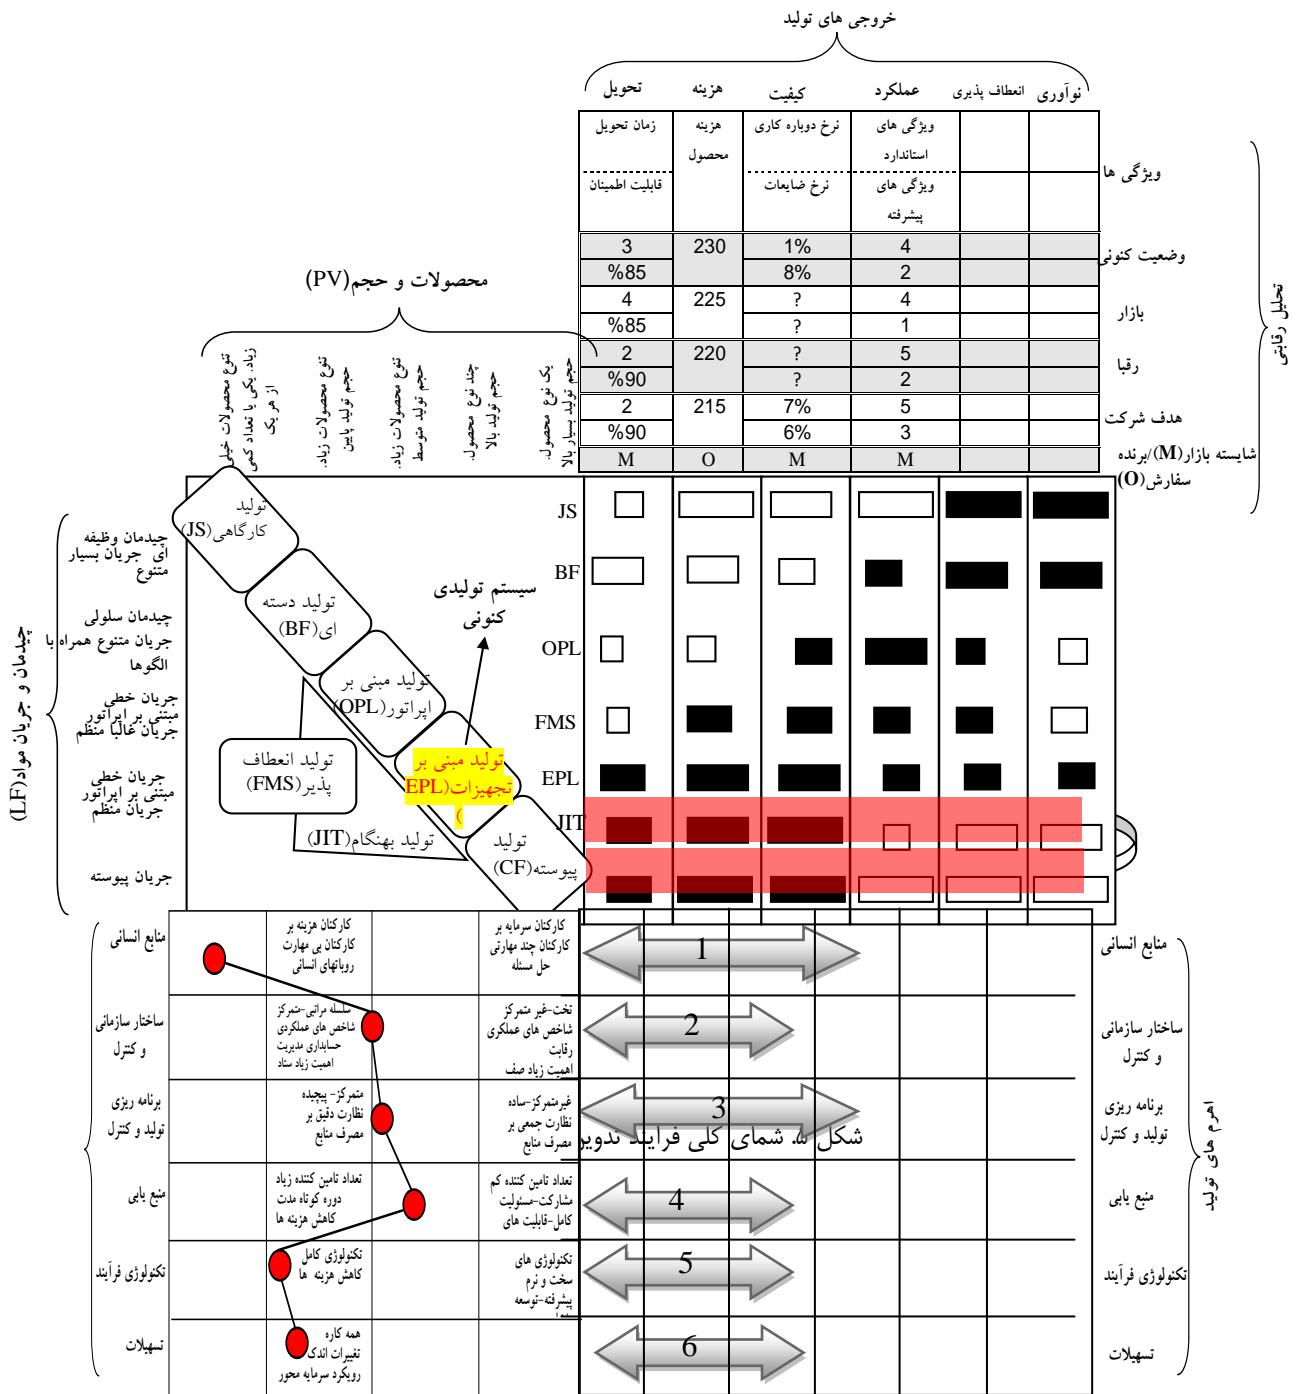 خروجی های تولید
تحویل
هزینه
کیفیت
عملکرد
انعطاف پذیری
نوآوری
زمان تحویل
هزینه
محصول
نرخ دوباره کاری
ویژگی های
استاندارد
قابلیت اطمینان
نرخ ضایعات
ویژگی های
پیشرفته
ویژگی ها
3 230 1% 4
%85 8% 2
وضعیت کنونی
4 225 ? 4
%85 ? 1
بازار
2 220 ? 5
%90 ? 2
رقبا
2 215 7% 5
%90 6% 3
هدف شرکت
M O M M
شایسته بازار(M)/برنده
سفارش(O)
تحلیل رقابتی
محصولات و حجم(PV)
تنوع محصولات خیلی
زیاد. یکی یا تعداد کمی
از هر یک
تنوع محصولات زیاد.
حجم تولید پایین
تنوع محصولات زیاد.
حجم تولید متوسط
چند نوع محصول.
حجم تولید بالا
یک نوع محصول.
حجم تولید بسیار بالا
چیدمان و جریان مواد(LF)
چیدمان وظیفه
ای جریان بسیار
متنوع
چیدمان سلولی
جریان متنوع همراه با
الگوها
جریان خطی
مبتنی بر اپراتور
جریان غالبا منظم
جریان خطی
مبتنی بر اپراتور
جریان منظم
جریان پیوسته
تولید
کارگاهی(JS)
تولید دسته
ای(BF)
تولید مبنی بر
اپراتور(OPL)
تولید مبنی بر
تجهیزات(EPL
)
تولید
پیوسته(CF)
تولید انعطاف
پذیر(FMS)
تولید بهنگام(JIT)
سیستم تولیدی
کنونی
JS
BF
OPL
FMS
EPL
JIT
منابع انسانی
ساختار سازمانی
و کنترل
برنامه ریزی
تولید و کنترل
منبع یابی
تکنولوژی فرآیند
تسهیلات
کارکنان هزینه بر
کارکنان بی مهارت
روباتهای انسانی
کارکنان سرمایه بر
کارکنان چند مهارتی
حل مسئله
سلسله مراتبی-متمرکز
شاخص های عملکردی
حسابداری مدیریت
اهمیت زیاد ستاد
تخت-غیر متمرکز
شاخص های عملکری
رقابت
اهمیت زیاد صف
متمرکز- پیچیده
نظارت دقیق بر
مصرف منابع
غیرمتمرکز-ساده
نظارت جمعی بر
مصرف منابع
تعداد تامین کننده زیاد
دوره کوتاه مدت
کاهش هزینه ها
تعداد تامین کننده کم
مشارکت-مسئولیت
کامل-قابلیت های
تکنولوژی کامل
کاهش هزینه ها
تکنولوژی های
سخت و نرم
پیشرفته-توسعه
همه کاره
تغییرات اندک
رویکرد سرمایه محور
1
2
3
شکل ۵. شمای کلی فرایند تدوین
4
5
6
منابع انسانی
ساختار سازمانی
و کنترل
برنامه ریزی
تولید و کنترل
منبع یابی
تکنولوژی فرآیند
تسهیلات
اهرم های تولید